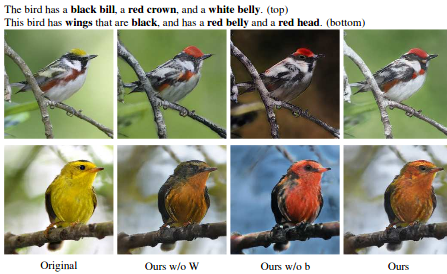 The bird has a black bill, a red crown, and a white belly. (top)
This bird has wings that are black, and has a red belly and a red head. (bottom)
Original
Ours w/o W
Ours w/o b
Ours